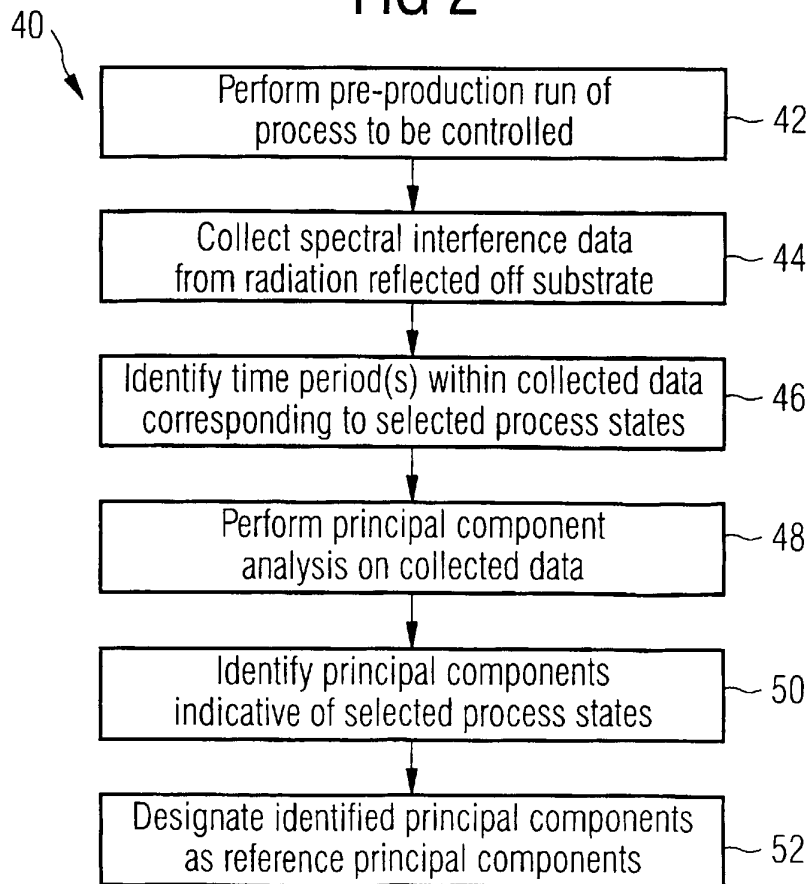 FIG 2
40
Perform pre-production run of
process to be controlled
42
Collect spectral interference data
from radiation reflected off substrate
44
Identify time period(s) within collected data
corresponding to selected process states
46
Perform principal component
analysis on collected data
48
Identify principal components
indicative of selected process states
50
Designate identified principal components
as reference principal components
52